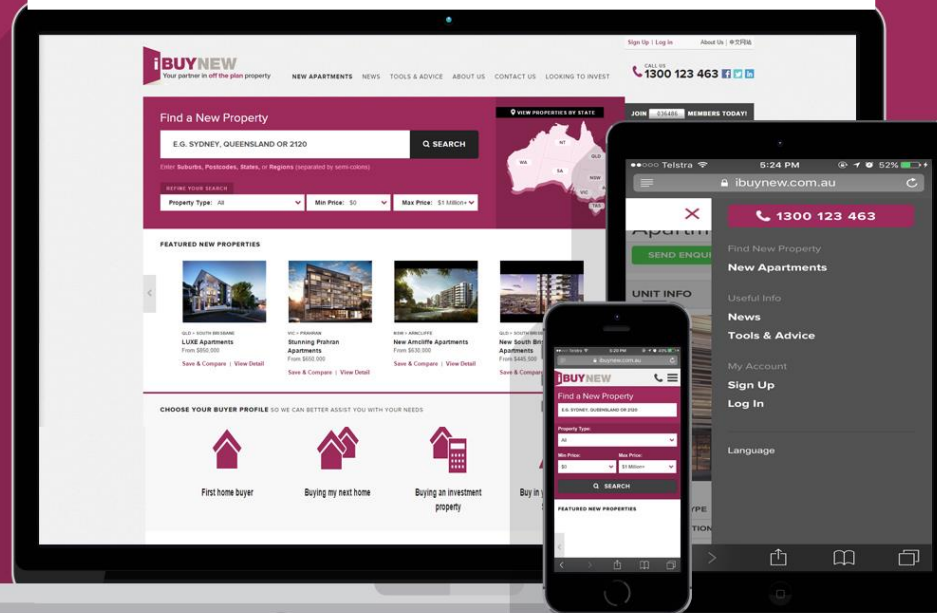 Sign Up | Log In About Us | 中文网站
iBUYNEW
Your partner in off the plan property
NEW APARTMENTS NEWS TOOLS & ADVICE ABOUT US CONTACT US LOOKING TO INVEST
CALL US
1300 123 463
Find a New Property
E.G. SYDNEY, QUEENSLAND OR 2120
SEARCH
Enter Suburbs, Postcodes, States, or Regions (separated by semi-colons)
REFINE YOUR SEARCH
Property Type: All Min Price: $0 Max Price: $1 Million+
VIEW PROPERTIES BY STATE
NT
QLD
WA
SA
NSW
VIC
TAS
JOIN 036486 MEMBERS TODAY!
FEATURED NEW PROPERTIES
QLD > SOUTH BRISBANE
LUXE Apartments
From $850,000
Save & Compare | View Detail
VIC > PRAHRAN
Stunning Prahran
Apartments
From $650,000
Save & Compare | View Detail
NSW > ARNCLIFFE
New Arncliffe Apartments
From $630,000
Save & Compare | View Detail
QLD > SOUTH
New South
Apartments
From $445,000
Save & Compare
CHOOSE YOUR BUYER PROFILE SO WE CAN BETTER ASSIST YOU WITH YOUR NEEDS
First home buyer
Buying my next home
Buying an investment
property
Buy in
Telstra 5:24 PM 52%
ibuynew.com.au
1300 123 463
SEND ENQUI
UNIT INFO
Find New Property
New Apartments
Useful Info
News
Tools & Advice
My Account
Sign Up
Log In
Language
ibuynew.com.au
iBUYNEW
Find a New Property
E.G. SYDNEY, QUEENSLAND OR 2120
Property Type:
All
Min Price: Max Price:
$0 $1 Million+
SEARCH
FEATURED NEW PROPERTIES